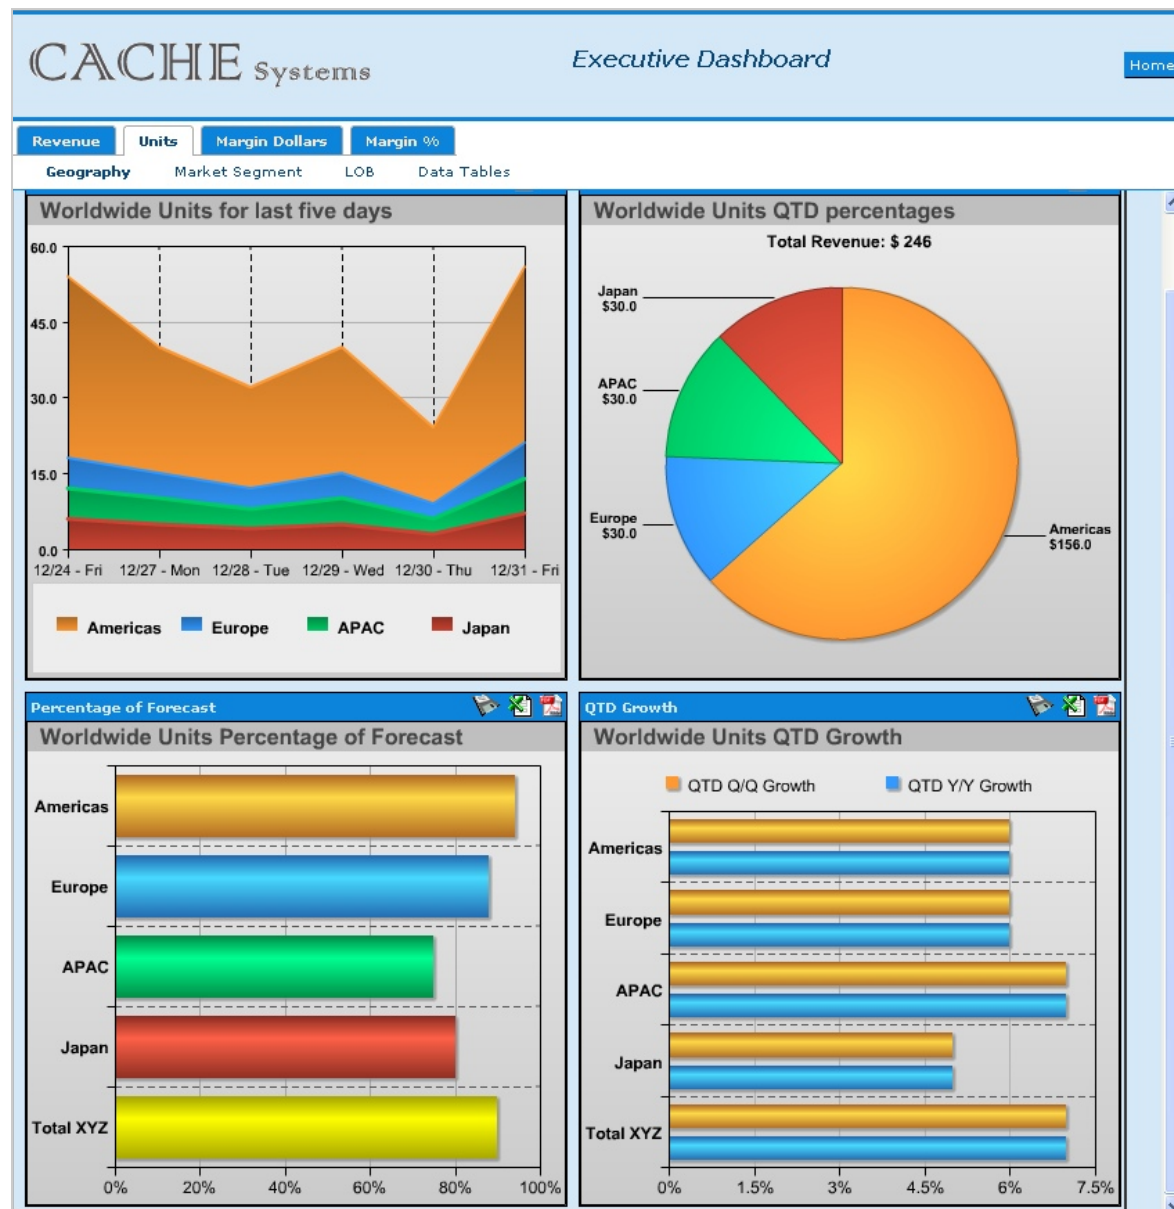 CACHE Systems
Executive Dashboard
Home
Revenue
Units
Margin Dollars
Margin %
Geography
Market Segment
LOB
Data Tables
Worldwide Units for last five days
60.0
45.0
30.0
15.0
0.0
12/24 - Fri
12/27 - Mon
12/28 - Tue
12/29 - Wed
12/30 - Thu
12/31 - Fri
Americas
Europe
APAC
Japan
Worldwide Units QTD percentages
Total Revenue: $ 246
Japan
$30.0
APAC
$30.0
Europe
$30.0
Americas
$156.0
Percentage of Forecast
Worldwide Units Percentage of Forecast
Americas
Europe
APAC
Japan
Total XYZ
0%
20%
40%
60%
80%
100%
QTD Growth
Worldwide Units QTD Growth
QTD Q/Q Growth
QTD Y/Y Growth
Americas
Europe
APAC
Japan
Total XYZ
0%
1.5%
3%
4.5%
6%
7.5%